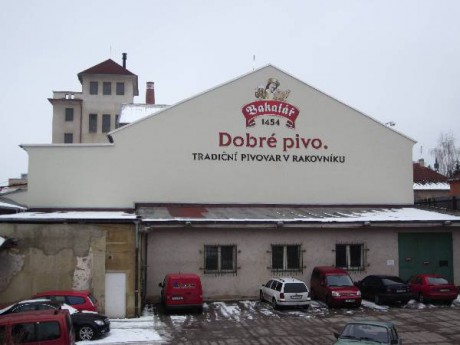 Bakalář
1454
Dobré pivo.
TRADIČNÍ PIVOVAR V RAKOVNÍKU